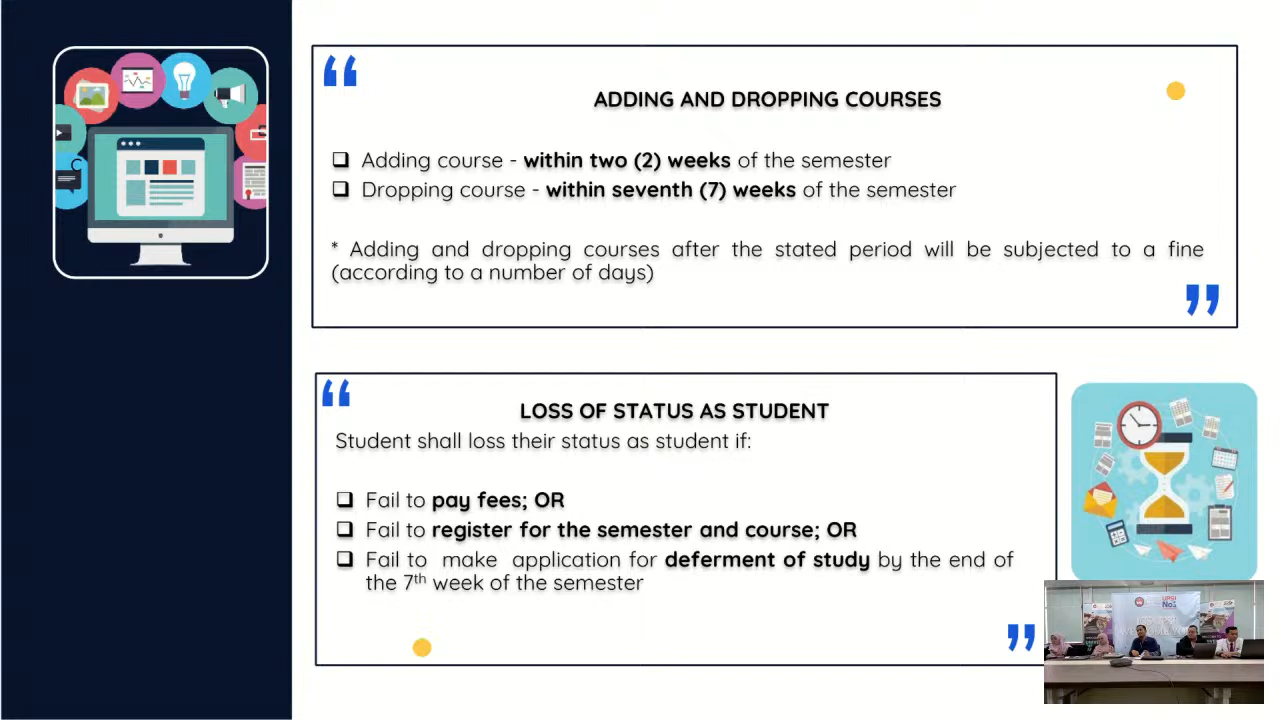 ADDING AND DROPPING COURSES
❑ Adding course - within two (2) weeks of the semester
❑ Dropping course - within seventh (7) weeks of the semester
* Adding and dropping courses after the stated period will be subjected to a fine
(according to a number of days)
LOSS OF STATUS AS STUDENT
Student shall loss their status as student if:
❑ Fail to pay fees; OR
❑ Fail to register for the semester and course; OR
❑ Fail to make application for deferment of study by the end of
the 7th week of the semester
UPSI